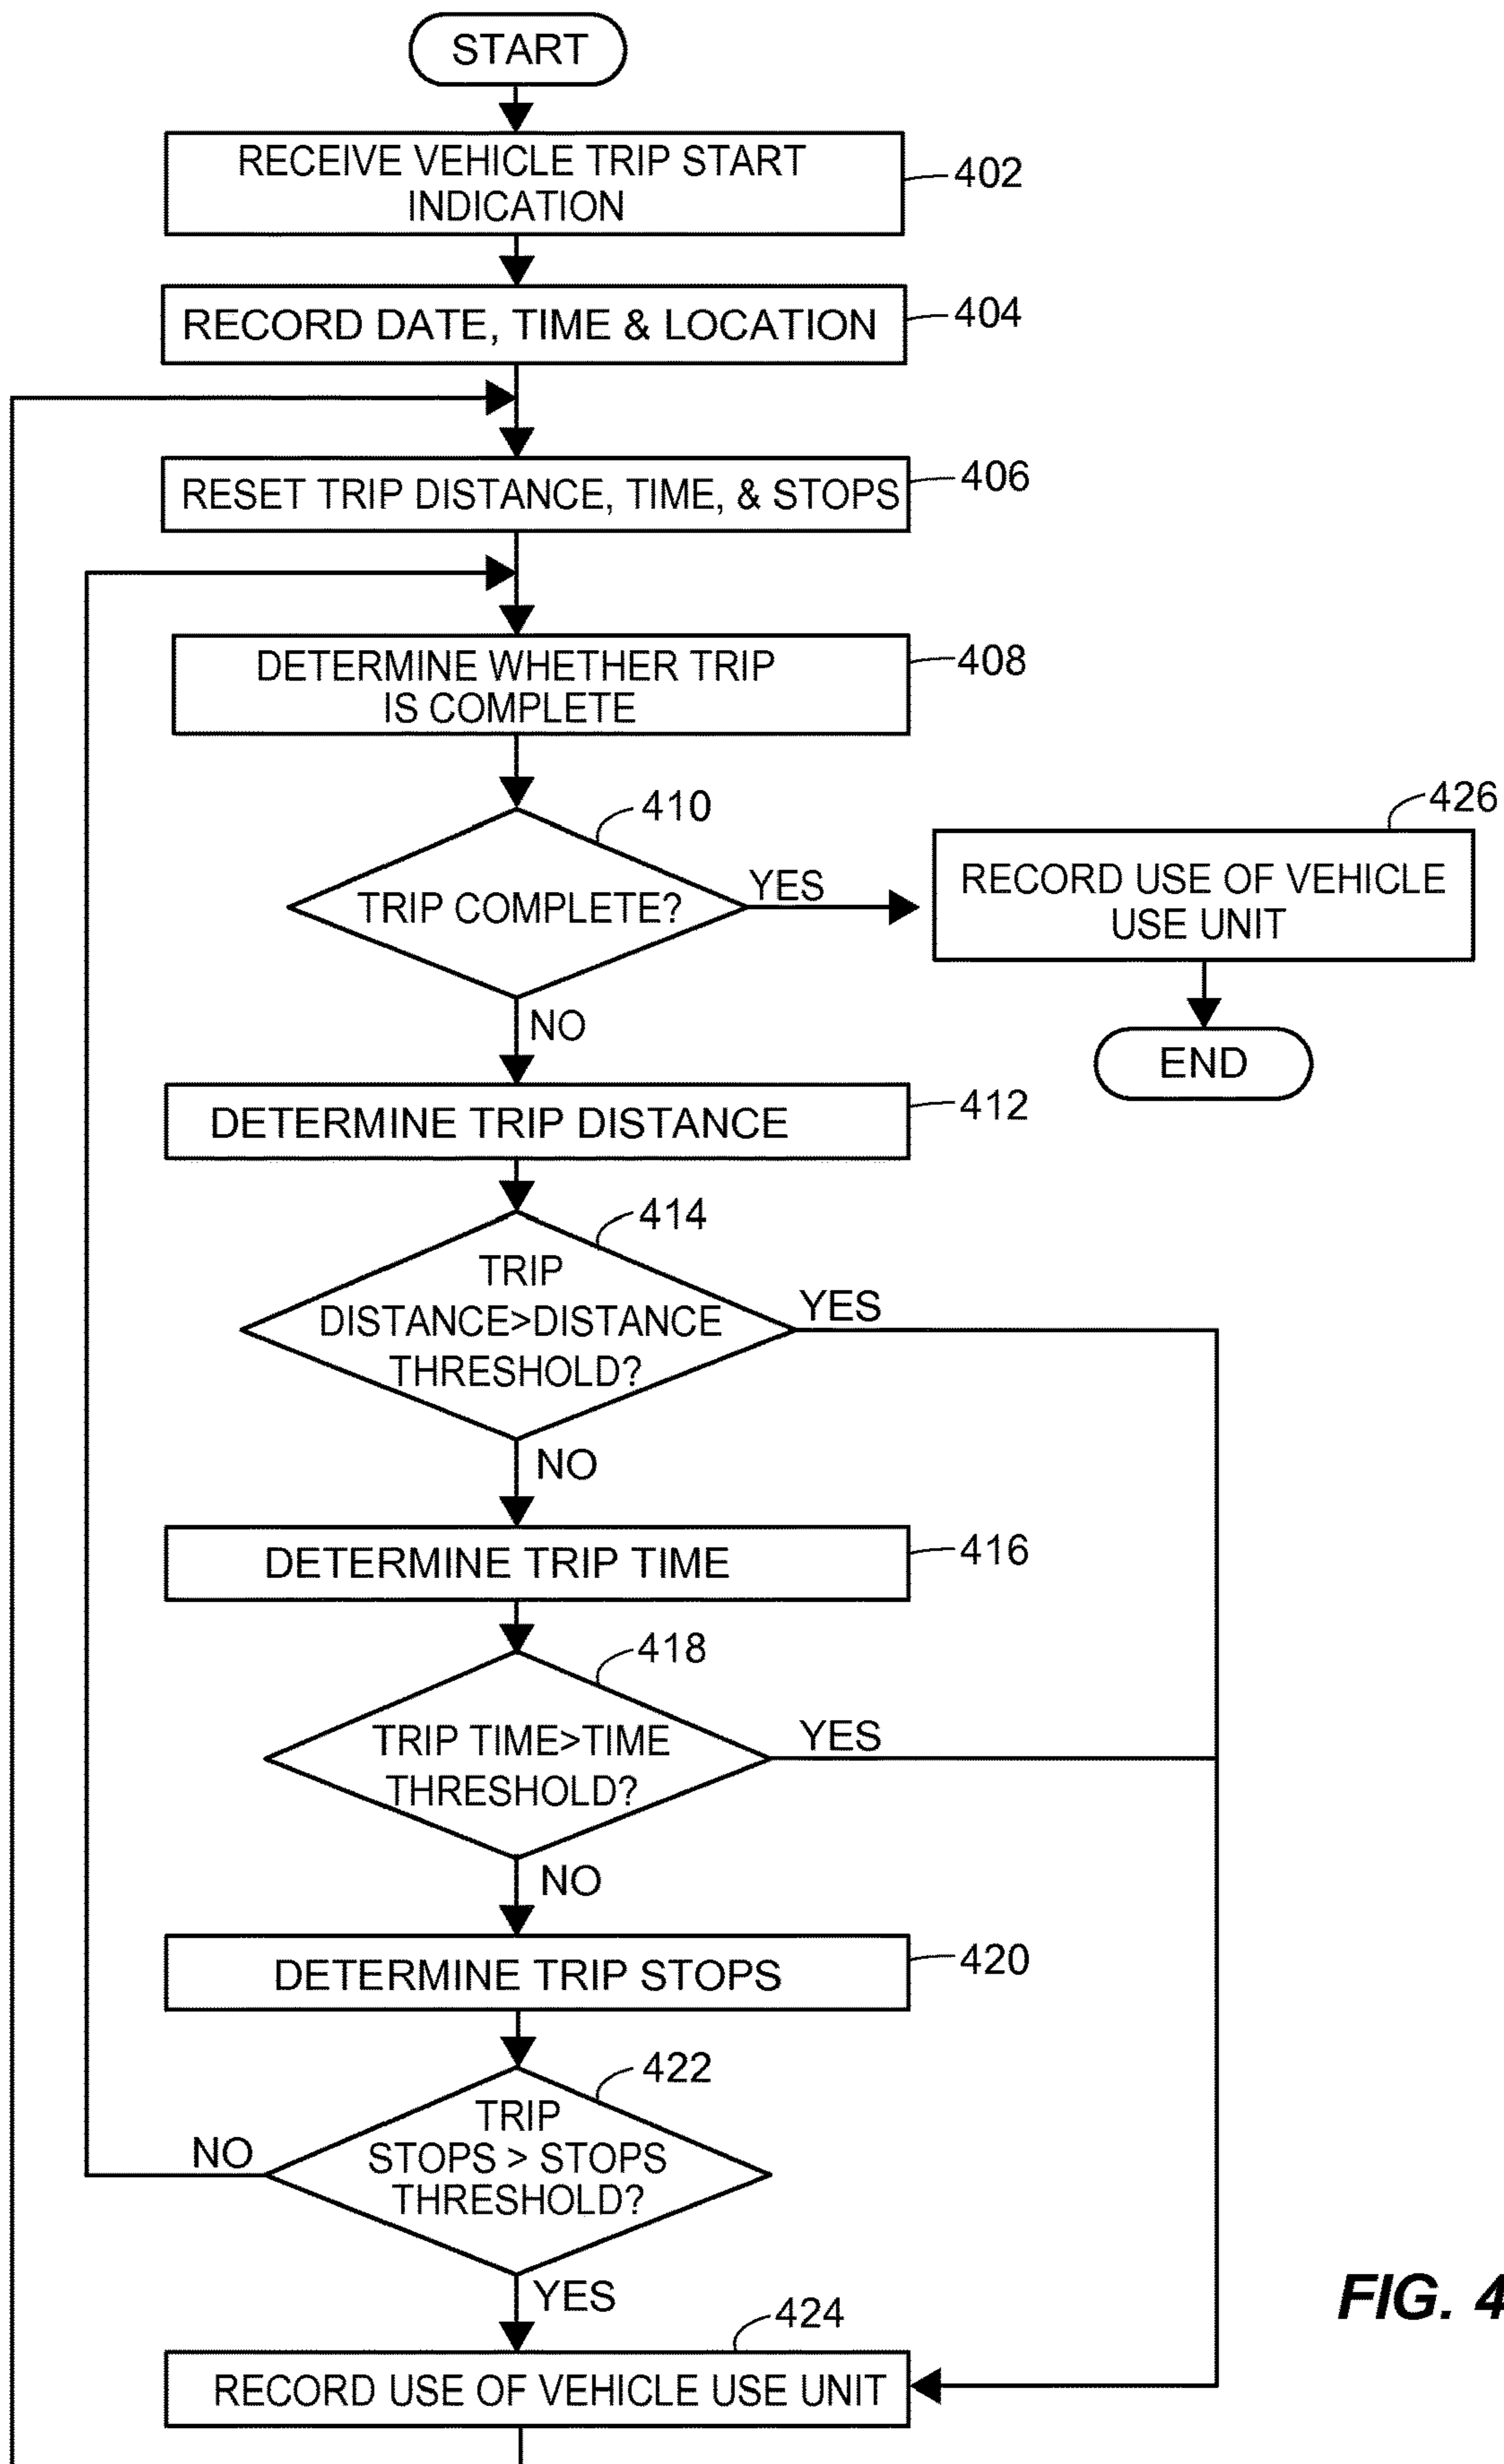 START
RECEIVE VEHICLE TRIP START
INDICATION
402
RECORD DATE, TIME & LOCATION
404
RESET TRIP DISTANCE, TIME, & STOPS
406
DETERMINE WHETHER TRIP
IS COMPLETE
408
410
TRIP COMPLETE?
YES
426
RECORD USE OF VEHICLE
USE UNIT
END
NO
DETERMINE TRIP DISTANCE
412
414
TRIP
DISTANCE>DISTANCE
THRESHOLD?
YES
NO
DETERMINE TRIP TIME
416
418
TRIP TIME>TIME
THRESHOLD?
YES
NO
DETERMINE TRIP STOPS
420
422
TRIP
STOPS > STOPS
THRESHOLD?
NO
YES
424
RECORD USE OF VEHICLE USE UNIT
FIG. 4